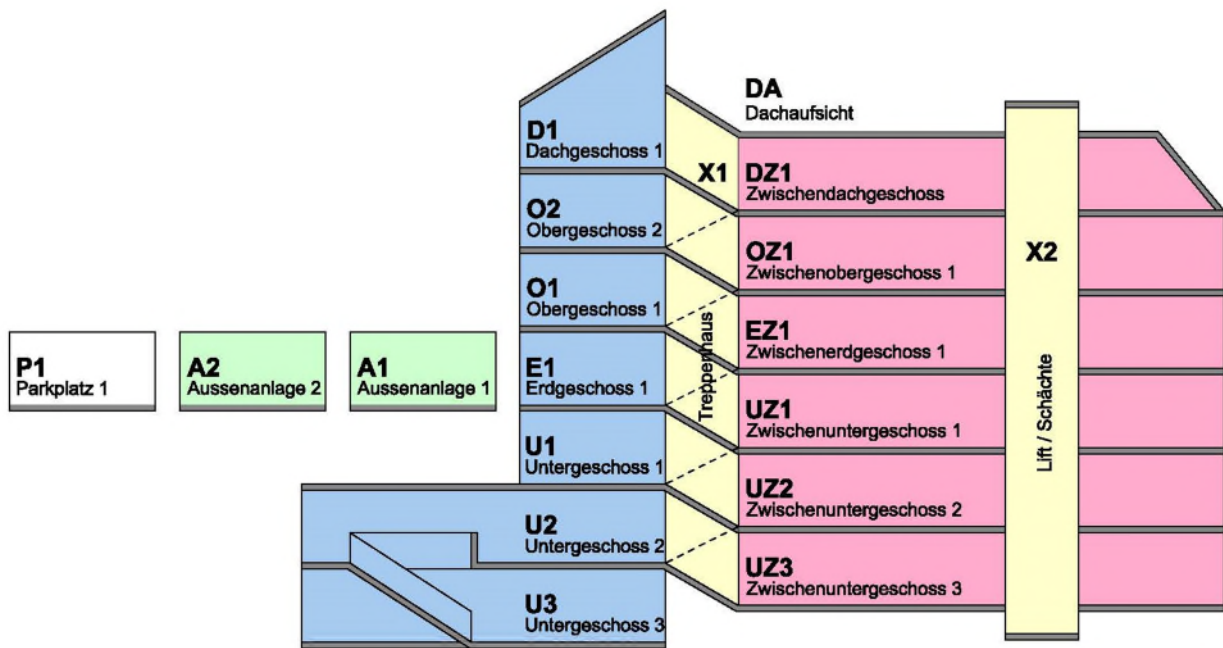 DA
Dachaufsicht
D1
Dachgeschoss 1
X1
DZ1
Zwischendachgeschoss
O2
Obergeschoss 2
OZ1
Zwischenobergeschoss 1
X2
O1
Obergeschoss 1
EZ1
Zwischenerdgeschoss 1
P1
Parkplatz 1
A2
Aussenanlage 2
A1
Aussenanlage 1
E1
Erdgeschoss 1
Treppenhaus
UZ1
Zwischenuntergeschoss 1
Lift / Schächte
U1
Untergeschoss 1
UZ2
Zwischenuntergeschoss 2
U2
Untergeschoss 2
UZ3
Zwischenuntergeschoss 3
U3
Untergeschoss 3